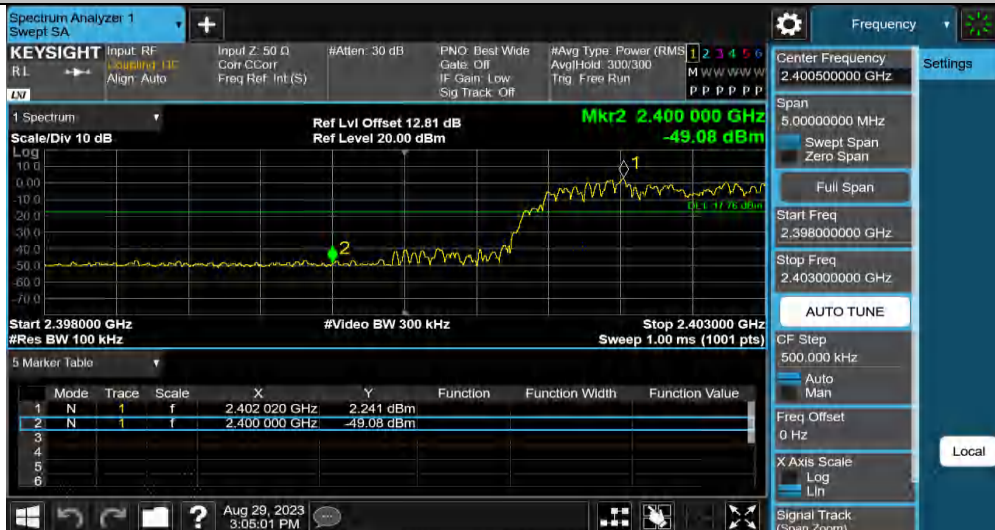 Spectrum Analyzer 1
Swept SA
+
Frequency
KEYSIGHT
RL
LXI
Input: RF
Coupling: DC
Align: Auto
Input Z: 50 Ω
Corr CCorr
Freq Ref: Int (S)
#Atten: 30 dB
PNO: Best Wide
Gate: Off
IF Gain: Low
Sig Track: Off
#Avg Type: Power (RMS
Avg|Hold: 300/300
Trig: Free Run
1 2 3 4 5 6
M W W W W W
P P P P P P
1 Spectrum
Scale/Div 10 dB
Ref Lvl Offset 12.81 dB
Ref Level 20.00 dBm
Mkr2 2.400 000 GHz
-49.08 dBm
Log
10.0
0.00
-10.0
-20.0
-30.0
-40.0
-50.0
-60.0
-70.0
1
2
DL1 -17.76 dBm
Start 2.398000 GHz
#Video BW 300 kHz
Stop 2.403000 GHz
#Res BW 100 kHz
Sweep 1.00 ms (1001 pts)
5 Marker Table
Mode Trace Scale X Y Function Function Width Function Value
1 N 1 f 2.402 020 GHz 2.241 dBm
2 N 1 f 2.400 000 GHz -49.08 dBm
3
4
5
6
Aug 29, 2023
3:05:01 PM
Center Frequency
2.400500000 GHz
Settings
Span
5.00000000 MHz
Swept Span
Zero Span
Full Span
Start Freq
2.398000000 GHz
Stop Freq
2.403000000 GHz
AUTO TUNE
CF Step
500.000 kHz
Auto
Man
Freq Offset
0 Hz
X Axis Scale
Log
Lin
Local
Signal Track
(Span Zoom)